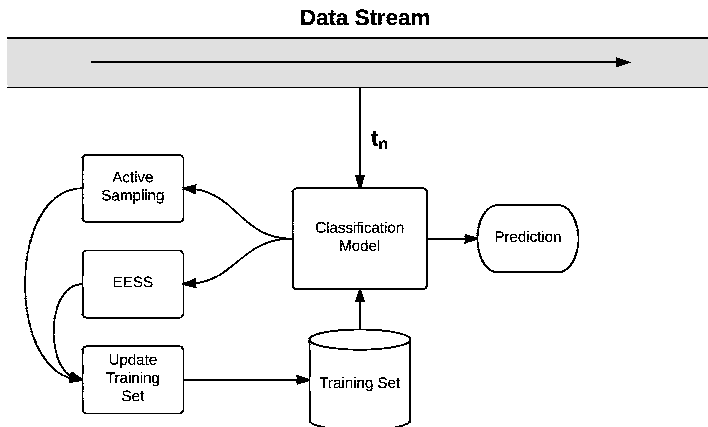 Data Stream
tn
Active
Sampling
Classification
Model
Prediction
EESS
Update
Training
Set
Training Set